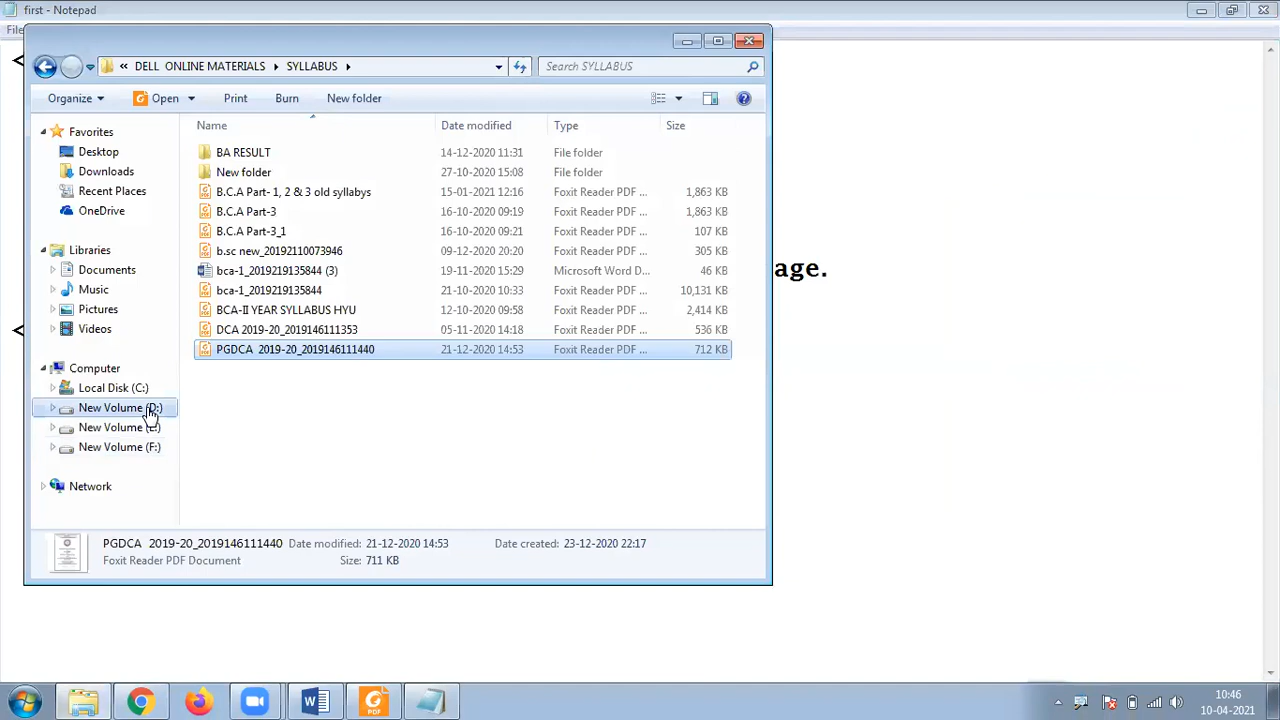 first - Notepad
File
<
DELL ONLINE MATERIALS SYLLABUS
Search SYLLABUS
Organize Open Print Burn New folder
Name Date modified Type Size
Favorites
Desktop
Downloads
Recent Places
OneDrive
Libraries
Documents
Music
Pictures
Videos
Computer
Local Disk (C:)
New Volume (D:)
New Volume (E:)
New Volume (F:)
Network
BA RESULT 14-12-2020 11:31 File folder
New folder 27-10-2020 15:08 File folder
B.C.A Part- 1, 2 & 3 old syllabys 15-01-2021 12:16 Foxit Reader PDF ... 1,863 KB
B.C.A Part-3 16-10-2020 09:19 Foxit Reader PDF ... 1,863 KB
B.C.A Part-3_1 16-10-2020 09:21 Foxit Reader PDF ... 107 KB
b.sc new_20192110073946 09-12-2020 20:20 Foxit Reader PDF ... 305 KB
bca-1_2019219135844 (3) 19-11-2020 15:29 Microsoft Word D... 46 KB
bca-1_2019219135844 21-10-2020 10:33 Foxit Reader PDF ... 10,131 KB
BCA-II YEAR SYLLABUS HYU 12-10-2020 09:58 Foxit Reader PDF ... 2,414 KB
DCA 2019-20_2019146111353 05-11-2020 14:18 Foxit Reader PDF ... 536 KB
PGDCA 2019-20_2019146111440 21-12-2020 14:53 Foxit Reader PDF ... 712 KB
age.
<
PGDCA 2019-20_2019146111440 Date modified: 21-12-2020 14:53 Date created: 23-12-2020 22:17
Foxit Reader PDF Document Size: 711 KB
PDF
10:46
10-04-2021